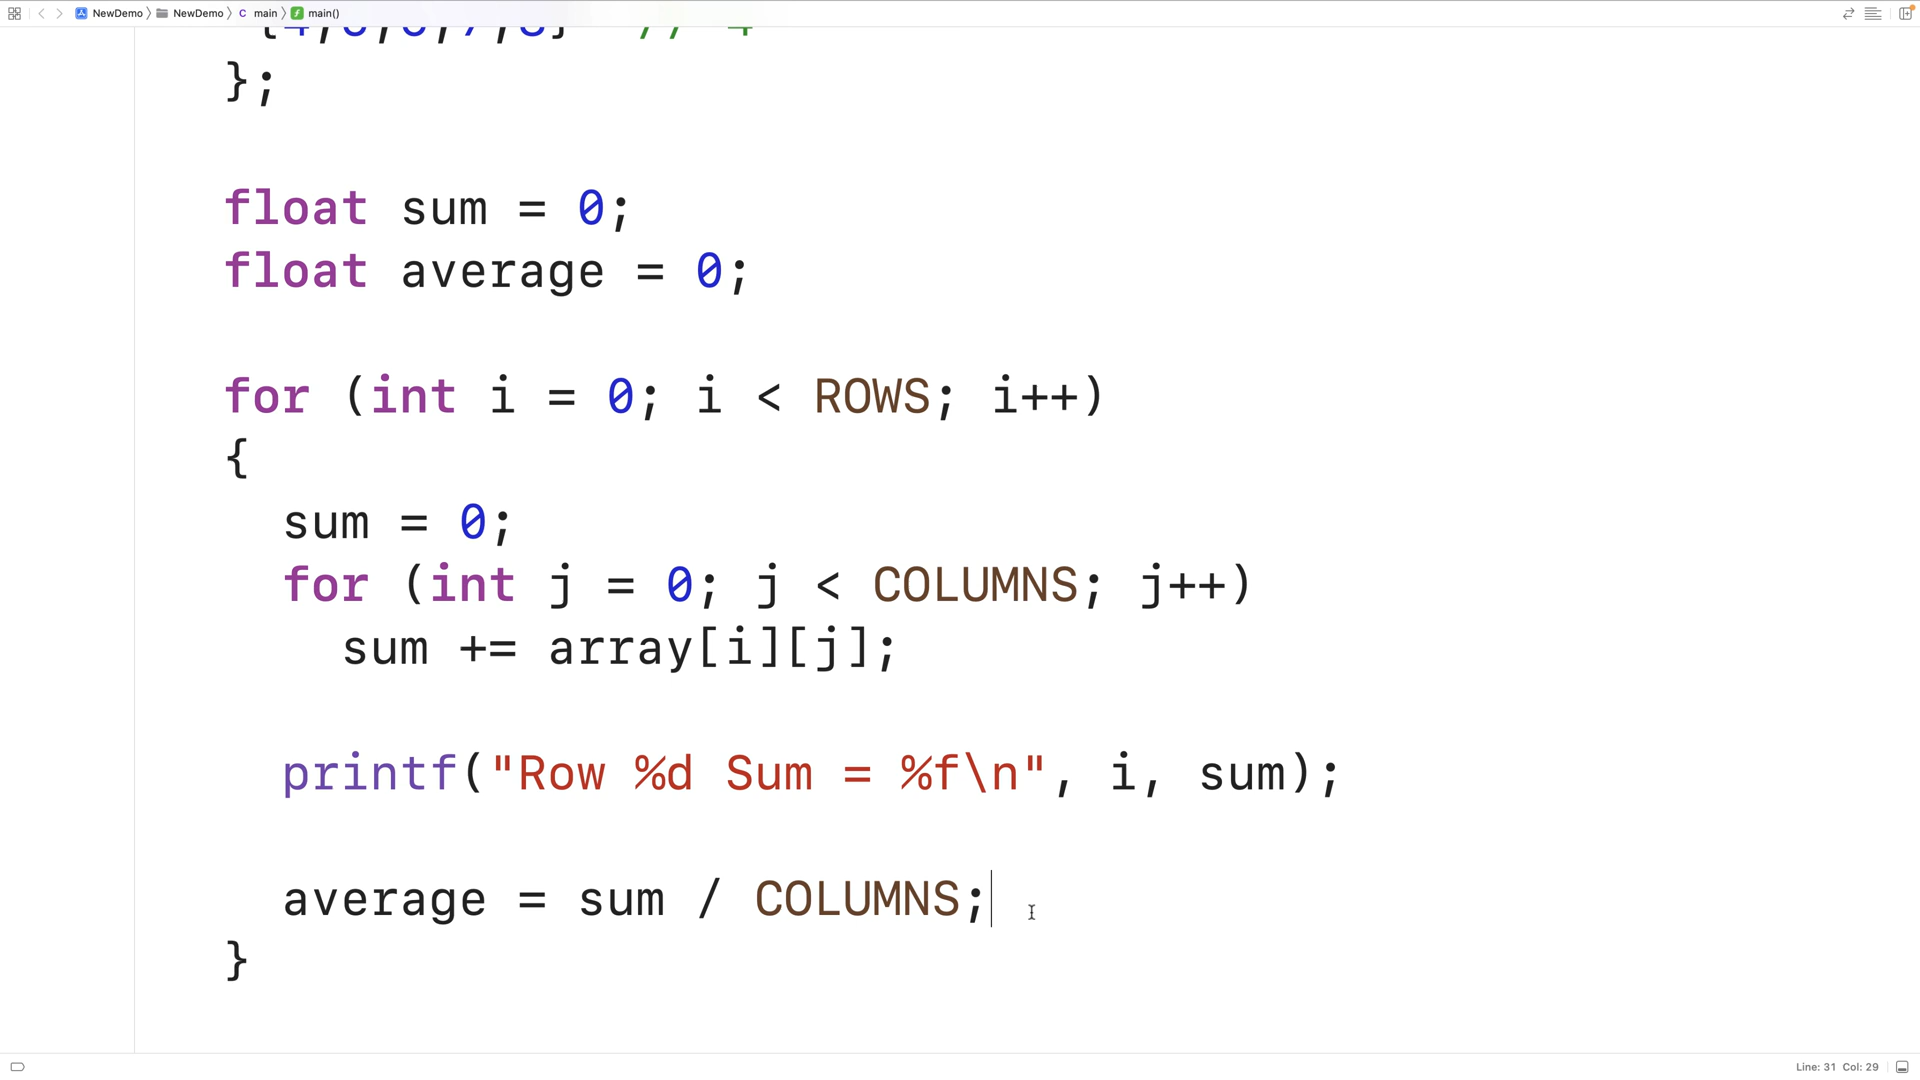 NewDemo NewDemo C main f main()
// 4
};
float sum = 0;
float average = 0;
for (int i = 0; i < ROWS; i++)
{
sum = 0;
for (int j = 0; j < COLUMNS; j++)
sum += array[i][j];
printf("Row %d Sum = %f\n", i, sum);
average = sum / COLUMNS;
}
Line: 31 Col: 29